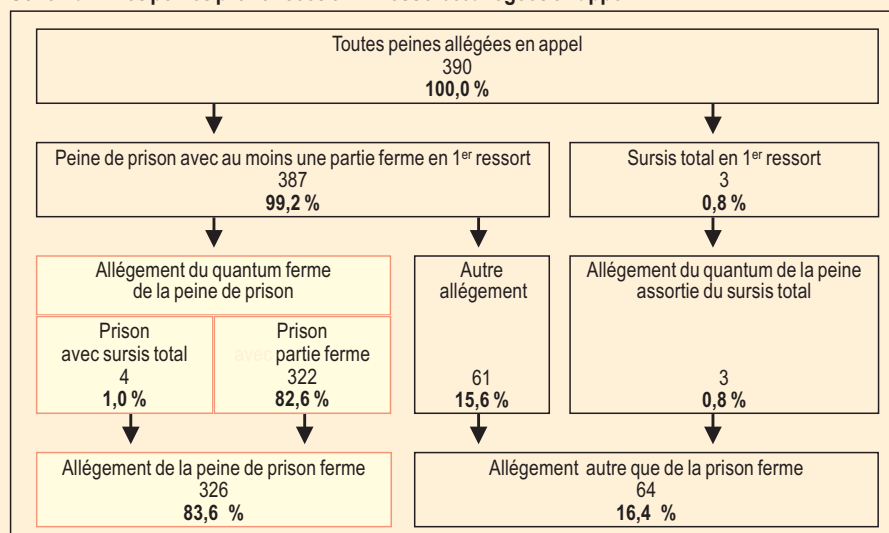 Toutes peines allégées en appel
390
100,0 %
Peine de prison avec au moins une partie ferme en 1er ressort
387
99,2 %
Sursis total en 1er ressort
3
0,8 %
Allégement du quantum ferme
de la peine de prison
Prison
avec sursis total
4
1,0 %
Prison
avec partie ferme
322
82,6 %
Autre
allégement
61
15,6 %
Allégement du quantum de la peine
assortie du sursis total
3
0,8 %
Allégement de la peine de prison ferme
326
83,6 %
Allégement autre que de la prison ferme
64
16,4 %